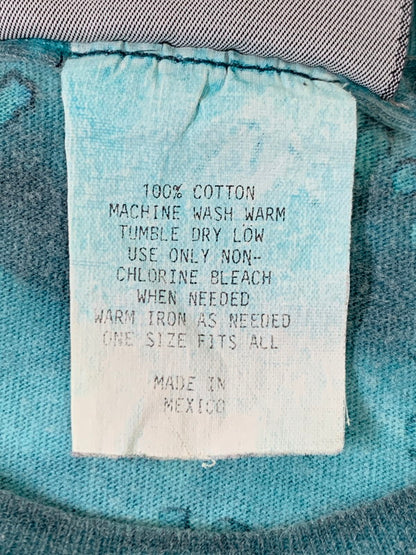 100% COTTON
MACHINE WASH WARM
TUMBLE DRY LOW
USE ONLY NON-
CHLORINE BLEACH
WHEN NEEDED
WARM IRON AS NEEDED
ONE SIZE FITS ALL
MADE IN
MEXICO